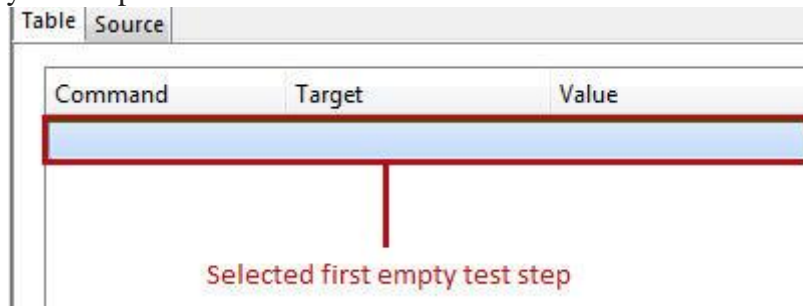 Table Source
Command Target Value
Selected first empty test step